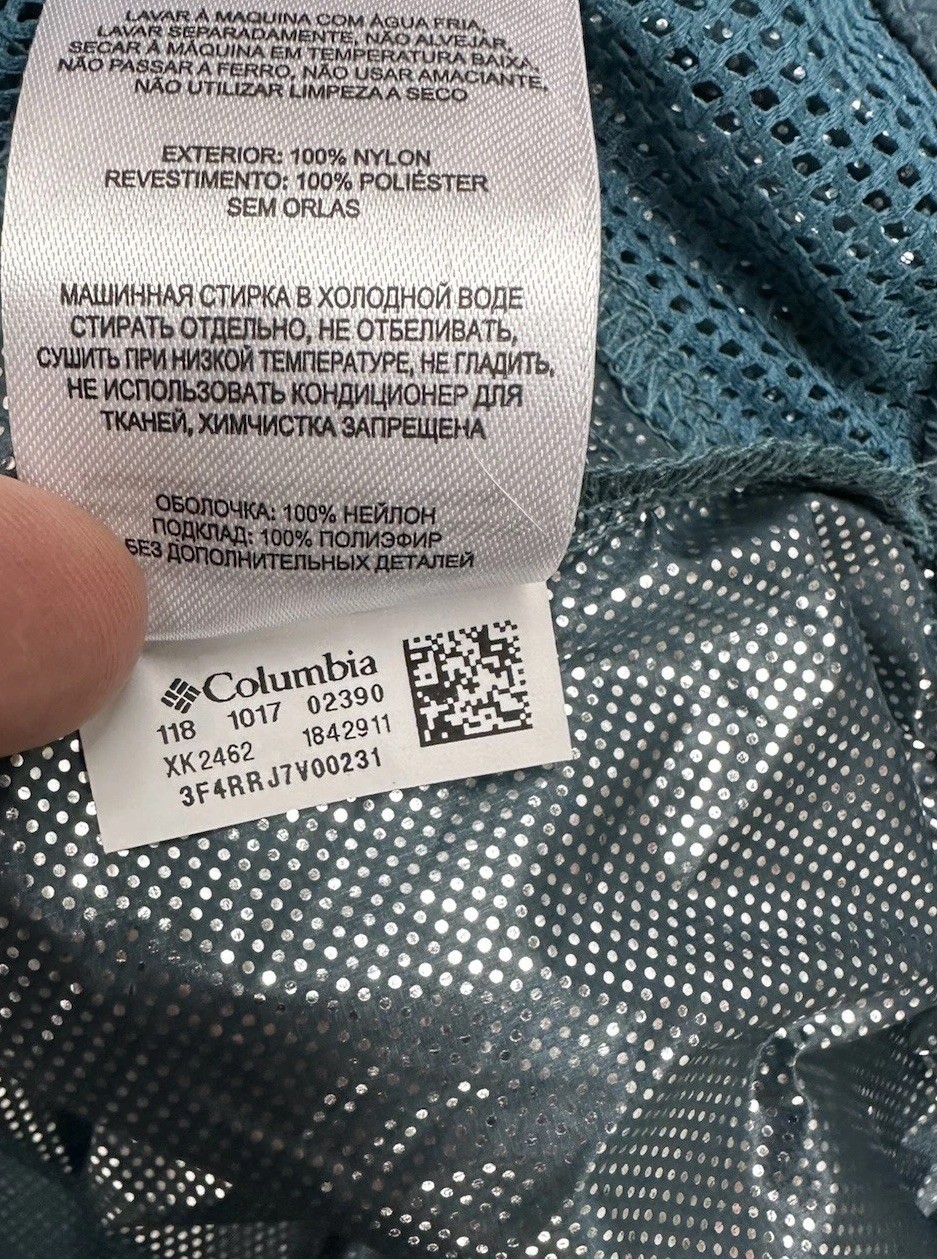 LAVAR À MAQUINA COM ÁGUA FRIA,
LAVAR SEPARADAMENTE, NÃO ALVEJAR,
SECAR À MÁQUINA EM TEMPERATURA BAIXA,
NÃO PASSAR A FERRO, NÃO USAR AMACIANTE,
NÃO UTILIZAR LIMPEZA A SECO
EXTERIOR: 100% NYLON
REVESTIMENTO: 100% POLIÉSTER
SEM ORLAS
МАШИННАЯ СТИРКА В ХОЛОДНОЙ ВОДЕ
СТИРАТЬ ОТДЕЛЬНО, НЕ ОТБЕЛИВАТЬ,
СУШИТЬ ПРИ НИЗКОЙ ТЕМПЕРАТУРЕ, НЕ ГЛАДИТЬ,
НЕ ИСПОЛЬЗОВАТЬ КОНДИЦИОНЕР ДЛЯ
ТКАНЕЙ, ХИМЧИСТКА ЗАПРЕЩЕНА
ОБОЛОЧКА: 100% НЕЙЛОН
ПОДКЛАД: 100% ПОЛИЭФИР
БЕЗ ДОПОЛНИТЕЛЬНЫХ ДЕТАЛЕЙ
Columbia
118 1017 02390
XK2462 1842911
3F4RRJ7V00231